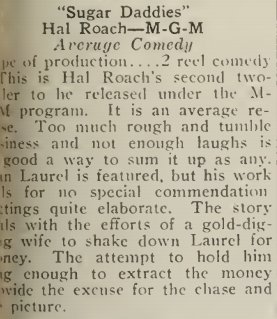 "Sugar Daddies"
Hal Roach—M-G-M
Average Comedy
pe of production....2 reel comedy
This is Hal Roach's second two-
ler to be released under the M-
M program. It is an average re-
se. Too much rough and tumble
siness and not enough laughs is
good a way to sum it up as any.
an Laurel is featured, but his work
ls for no special commendation
ttings quite elaborate. The story
ls with the efforts of a gold-dig-
ng wife to shake down Laurel for
ney. The attempt to hold him
ng enough to extract the money
ovide the excuse for the chase and
picture.